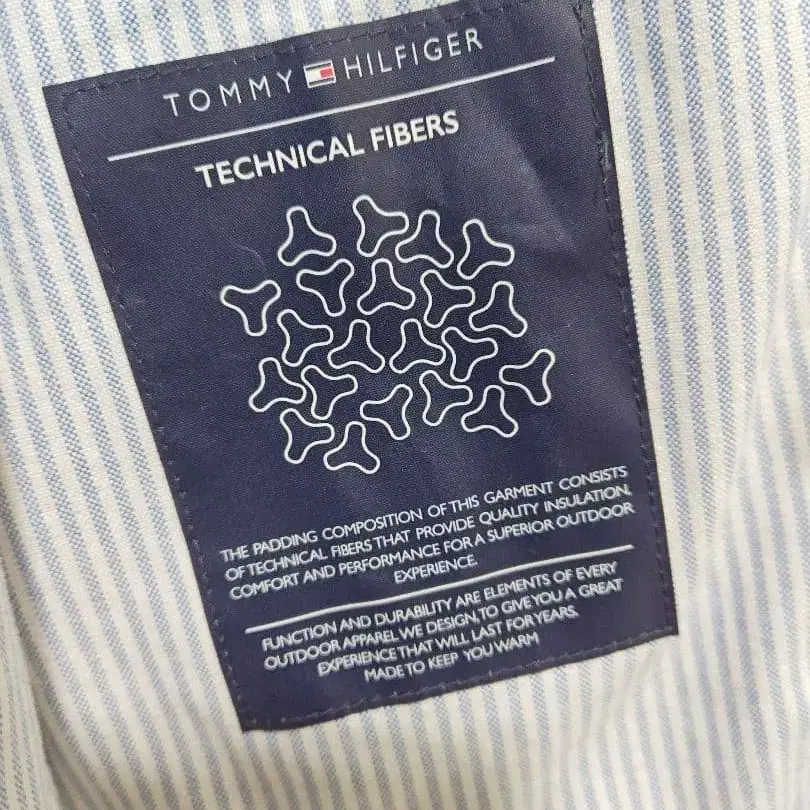 TOMMY HILFIGER
TECHNICAL FIBERS
THE PADDING COMPOSITION OF THIS GARMENT CONSISTS
OF TECHNICAL FIBERS THAT PROVIDE QUALITY INSULATION,
COMFORT AND PERFORMANCE FOR A SUPERIOR OUTDOOR
EXPERIENCE.
FUNCTION AND DURABILITY ARE ELEMENTS OF EVERY
OUTDOOR APPAREL WE DESIGN, TO GIVE YOU A GREAT
EXPERIENCE THAT WILL LAST FOR YEARS.
MADE TO KEEP YOU WARM